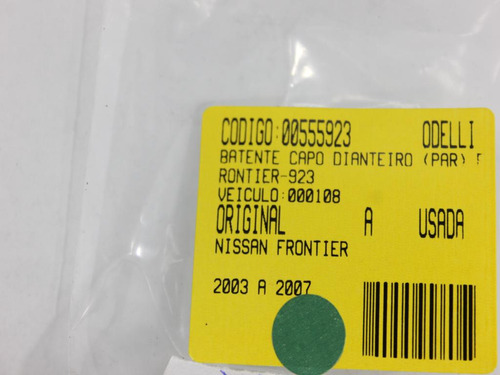 CODIGO:00555923 ODELLI
BATENTE CAPO DIANTEIRO (PAR) F
RONTIER-923
VEICULO:000108
ORIGINAL A USADA
NISSAN FRONTIER
2003 A 2007